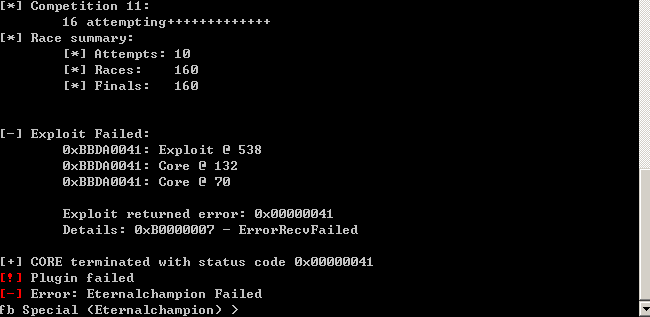 [*] Competition 11:
16 attempting+++++++++++++
[*] Race summary:
[*] Attempts: 10
[*] Races: 160
[*] Finals: 160
[-] Exploit Failed:
0xBBDA0041: Exploit @ 538
0xBBDA0041: Core @ 132
0xBBDA0041: Core @ 70
Exploit returned error: 0x00000041
Details: 0xB0000007 - ErrorRecvFailed
[+] CORE terminated with status code 0x00000041
[!] Plugin failed
[-] Error: Eternalchampion Failed
fb Special (Eternalchampion) >